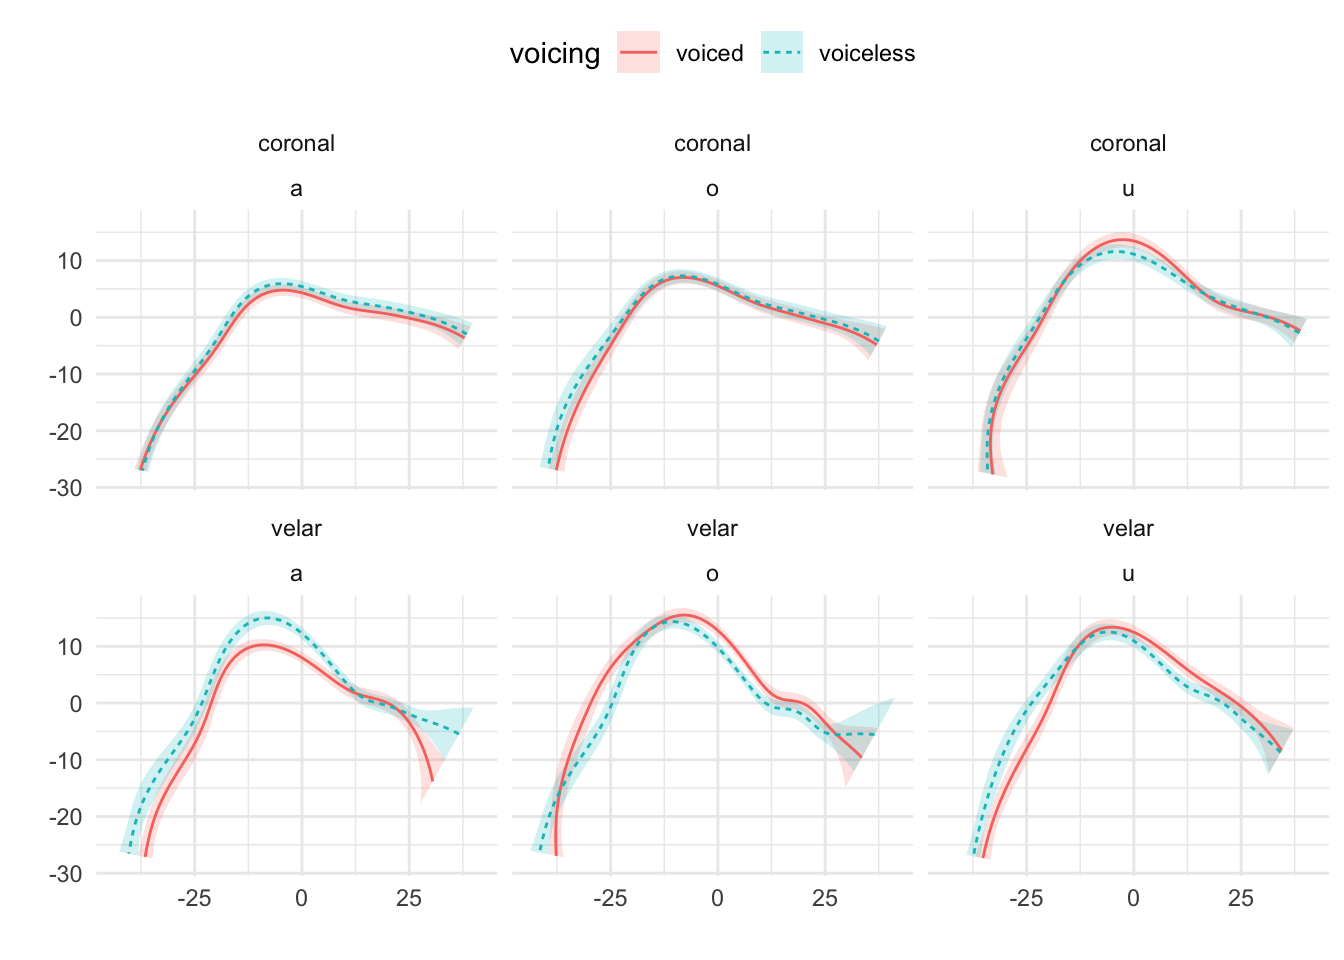 voicing voiced voiceless
coronal coronal coronal
a o u
10
0
-10
-20
-30
velar velar velar
a o u
10
0
-10
-20
-30
-25 0 25 -25 0 25 -25 0 25